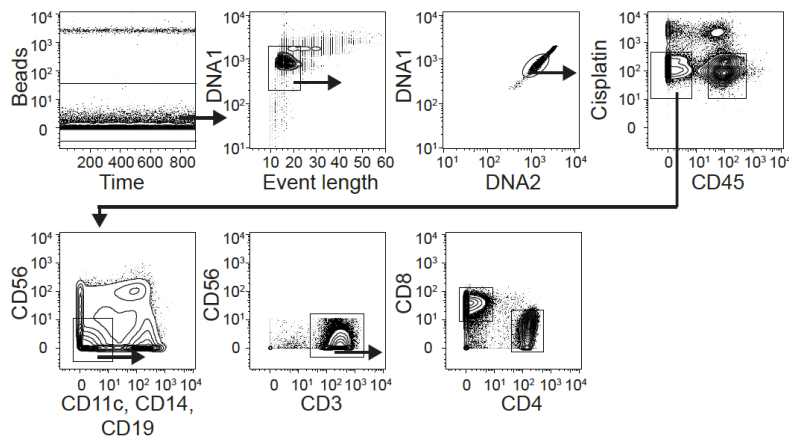 10⁴
10³
10²
10¹
0
Beads
200 400 600 800
Time
10⁴
10³
10²
10¹
DNA1
10 20 30 40 50 60
Event length
10⁴
10³
10²
10¹
DNA1
10¹ 10² 10³ 10⁴
DNA2
10⁴
10³
10²
10¹
0
Cisplatin
0 10¹ 10² 10³ 10⁴
CD45
10⁴
10³
10²
10¹
0
CD56
0 10¹ 10² 10³ 10⁴
CD11c, CD14,
CD19
10⁴
10³
10²
10¹
0
CD56
0 10¹ 10² 10³ 10⁴
CD3
10⁴
10³
10²
10¹
0
CD8
0 10¹ 10² 10³ 10⁴
CD4